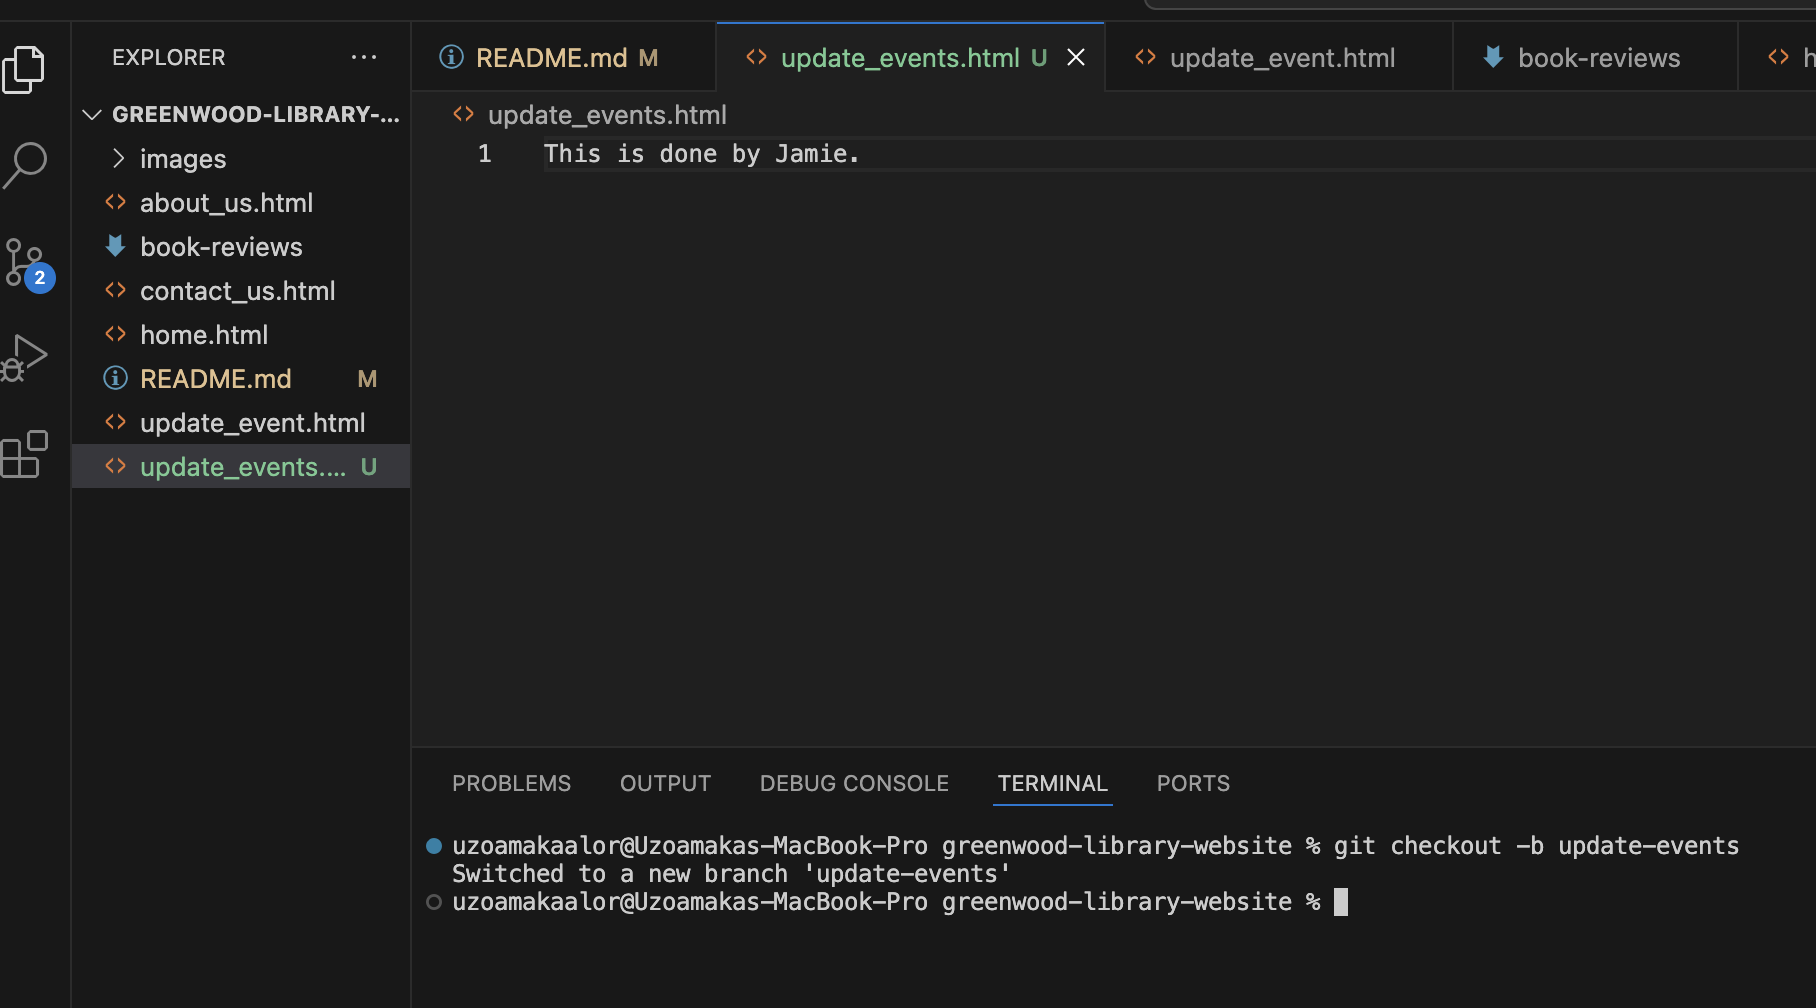 EXPLORER ...
GREENWOOD-LIBRARY-...
images
about_us.html
book-reviews
contact_us.html
home.html
README.md M
update_event.html
update_events.... U
2
README.md M
update_events.html U
update_event.html
book-reviews
h
update_events.html
1 This is done by Jamie.
PROBLEMS OUTPUT DEBUG CONSOLE TERMINAL PORTS
uzoamakaalor@Uzoamakas-MacBook-Pro greenwood-library-website % git checkout -b update-events
Switched to a new branch 'update-events'
uzoamakaalor@Uzoamakas-MacBook-Pro greenwood-library-website %